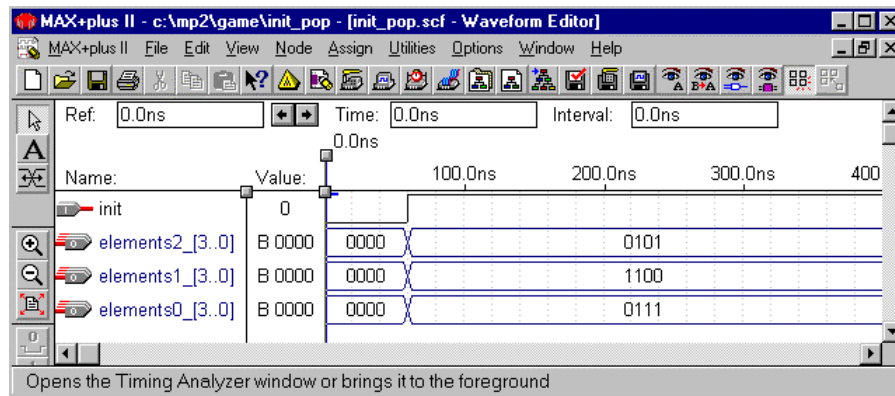 MAX+plus II - c:\mp2\game\init_pop - [init_pop.scf - Waveform Editor]
MAX+plus II File Edit View Node Assign Utilities Options Window Help
Ref: 0.0ns Time: 0.0ns Interval: 0.0ns
0.0ns
Name: Value: 100.0ns 200.0ns 300.0ns 400
init 0
elements2_[3..0] B 0000 0000 0101
elements1_[3..0] B 0000 0000 1100
elements0_[3..0] B 0000 0000 0111
Opens the Timing Analyzer window or brings it to the foreground